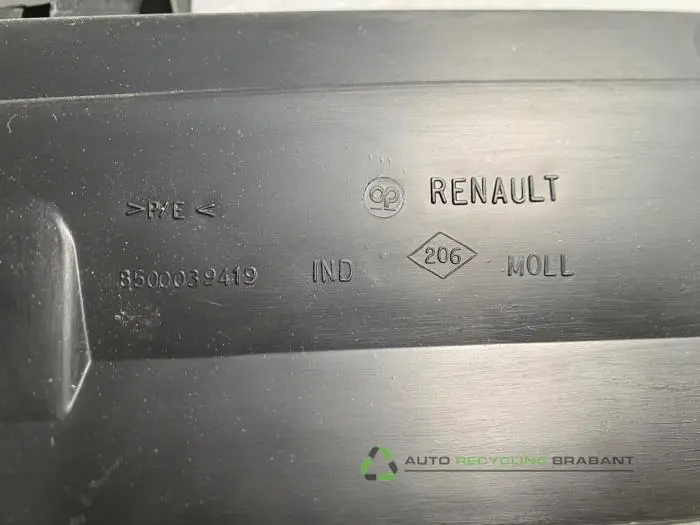 >P/E< RENAULT
8500039419 IND 206 MOLL
AUTO RECYCLING BRABANT